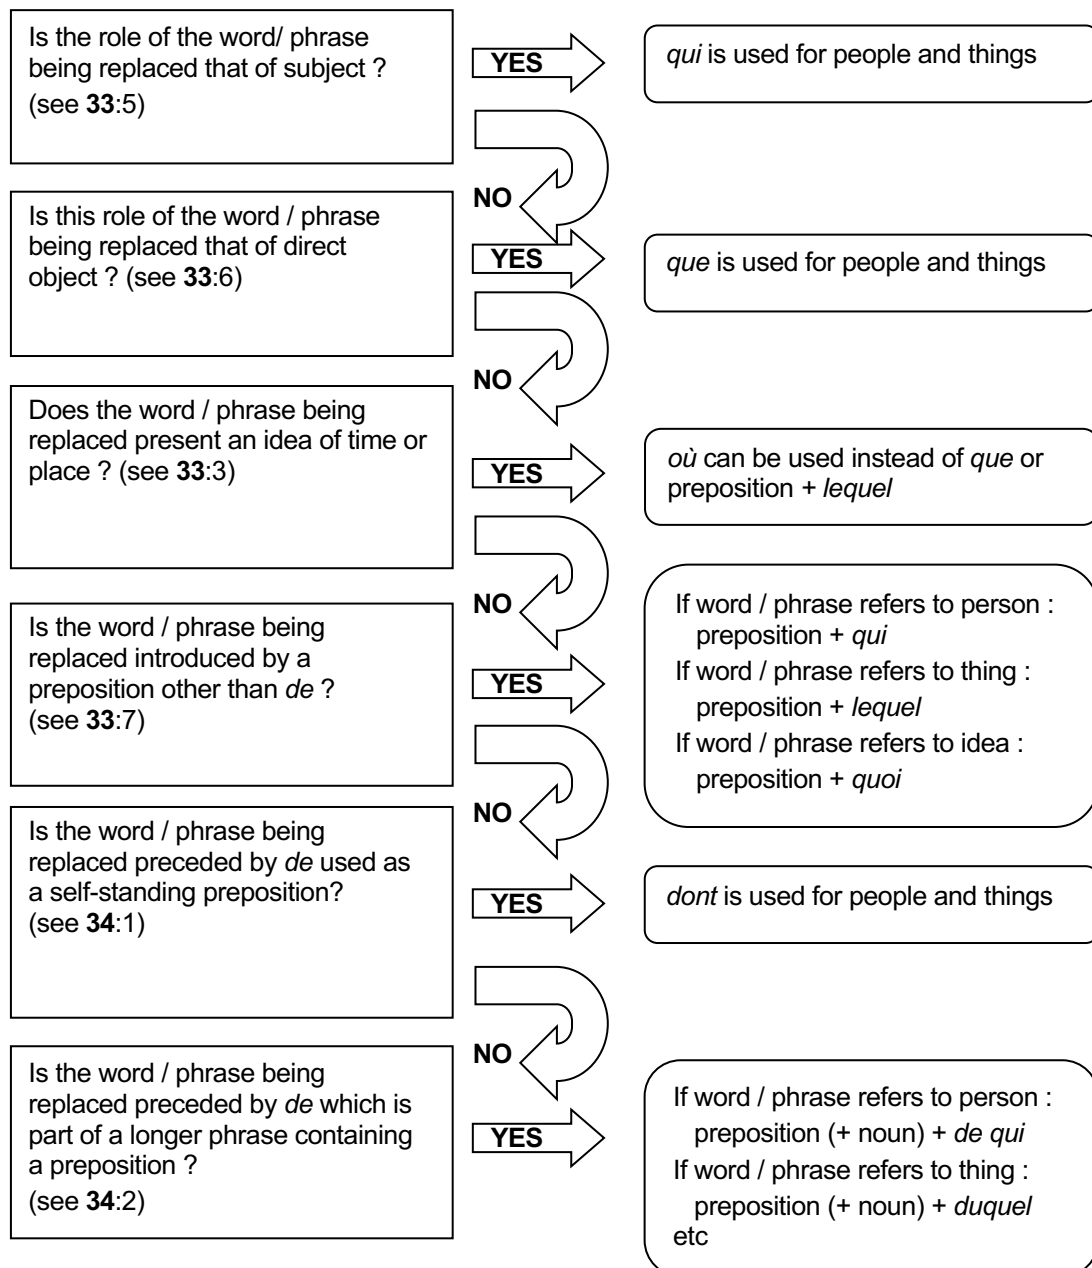 Is the role of the word/ phrase
being replaced that of subject ?
(see 33:5)
YES
qui is used for people and things
NO
Is this role of the word / phrase
being replaced that of direct
object ? (see 33:6)
YES
que is used for people and things
NO
Does the word / phrase being
replaced present an idea of time or
place ? (see 33:3)
YES
où can be used instead of que or
preposition + lequel
NO
Is the word / phrase being
replaced introduced by a
preposition other than de ?
(see 33:7)
YES
If word / phrase refers to person :
preposition + qui
If word / phrase refers to thing :
preposition + lequel
If word / phrase refers to idea :
preposition + quoi
NO
Is the word / phrase being
replaced preceded by de used as
a self-standing preposition?
(see 34:1)
YES
dont is used for people and things
NO
Is the word / phrase being
replaced preceded by de which is
part of a longer phrase containing
a preposition ?
(see 34:2)
YES
If word / phrase refers to person :
preposition (+ noun) + de qui
If word / phrase refers to thing :
preposition (+ noun) + duquel
etc